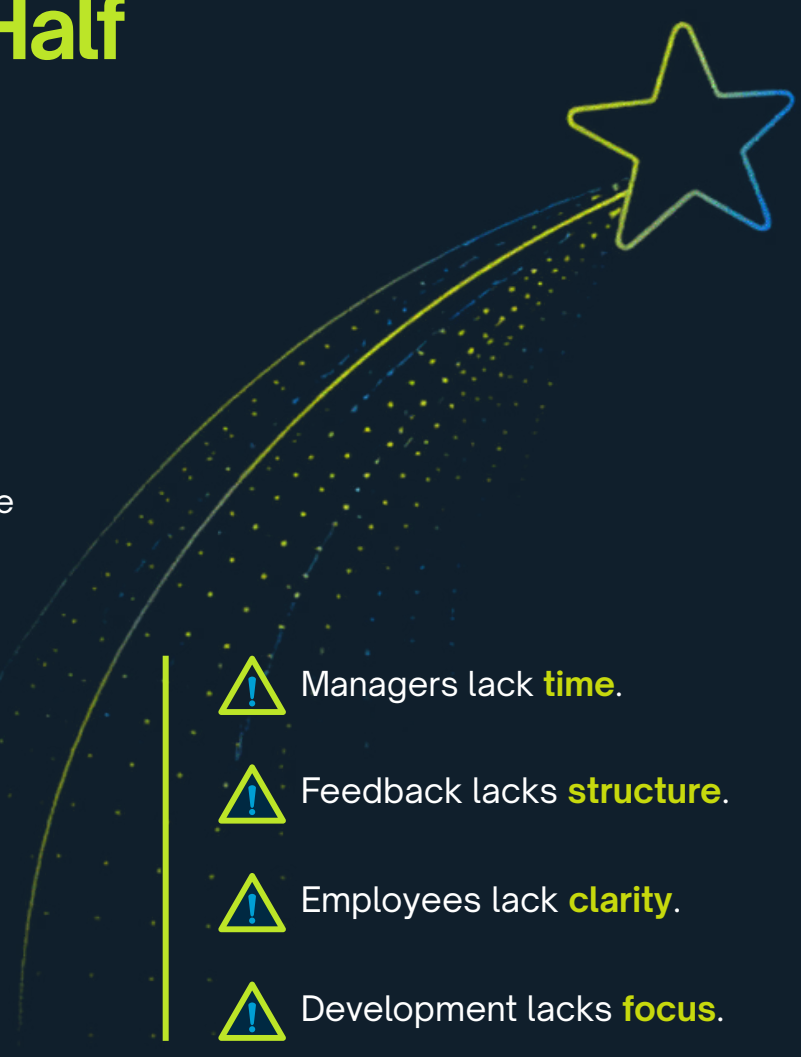 Half
e
Managers lack time.
Feedback lacks structure.
Employees lack clarity.
Development lacks focus.